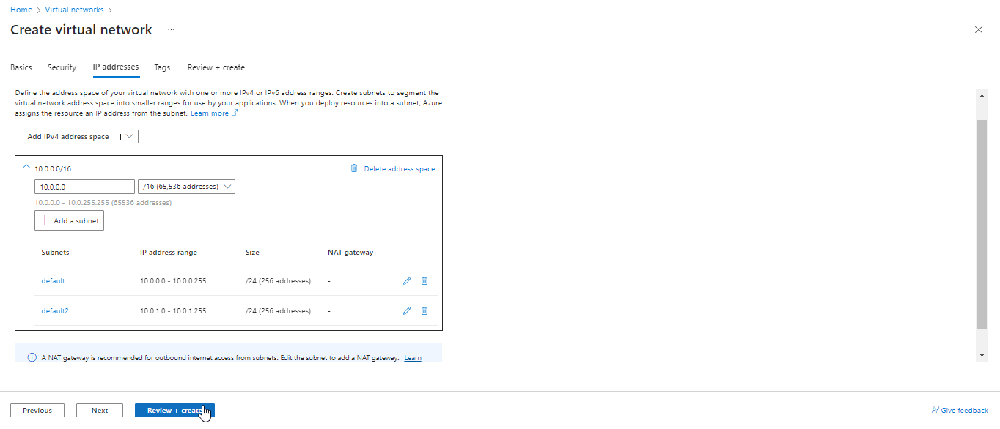 Home > Virtual networks >
Create virtual network ...
Basics Security IP addresses Tags Review + create
Define the address space of your virtual network with one or more IPv4 or IPv6 address ranges. Create subnets to segment the
virtual network address space into smaller ranges for use by your applications. When you deploy resources into a subnet, Azure
assigns the resource an IP address from the subnet. Learn more
Add IPv4 address space |
10.0.0.0/16 Delete address space
10.0.0.0 /16 (65,536 addresses)
10.0.0.0 - 10.0.255.255 (65536 addresses)
+ Add a subnet
Subnets IP address range Size NAT gateway
default 10.0.0.0 - 10.0.0.255 /24 (256 addresses) -
default2 10.0.1.0 - 10.0.1.255 /24 (256 addresses) -
A NAT gateway is recommended for outbound internet access from subnets. Edit the subnet to add a NAT gateway. Learn
Previous Next Review + create Give feedback